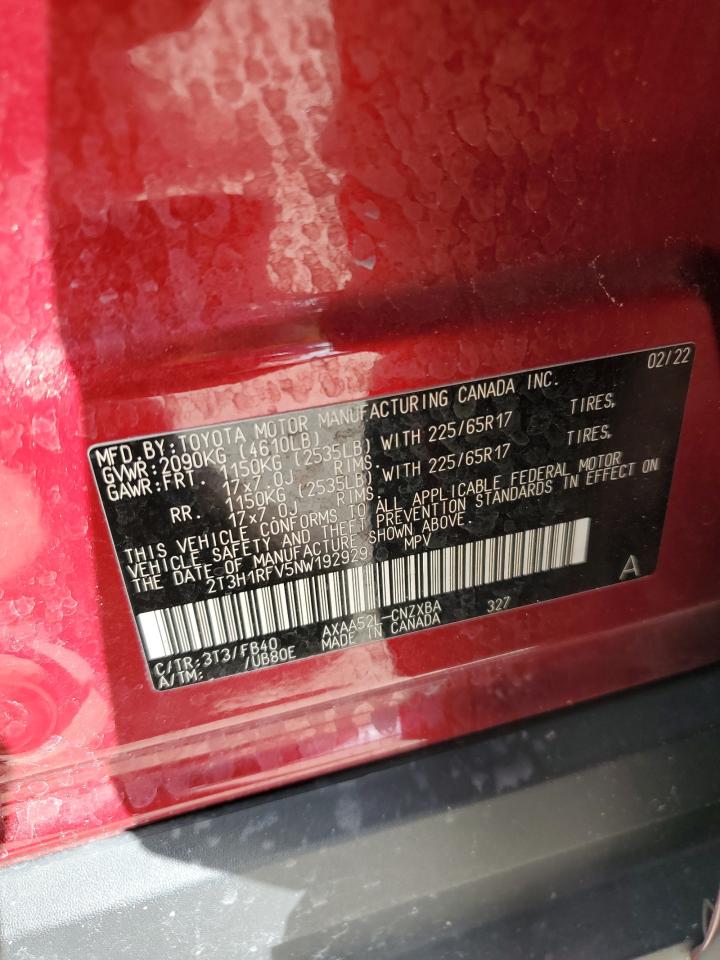 MFD.BY:TOYOTA MOTOR MANUFACTURING CANADA INC. 02/22
GVWR:2090KG (4610LB)
GAWR:FRT. 1150KG (2535LB) WITH 225/65R17 TIRES,
17x7.0J RIMS.
RR. 1150KG (2535LB) WITH 225/65R17 TIRES,
17x7.0J RIMS.
THIS VEHICLE CONFORMS TO ALL APPLICABLE FEDERAL MOTOR
VEHICLE SAFETY AND THEFT PREVENTION STANDARDS IN EFFECT ON
THE DATE OF MANUFACTURE SHOWN ABOVE.
2T3H1RFV5NW192929 MPV
A
C/TR:3T3/FB40 AXAA52L-CNZXBA 327
A/TM: /UB80E MADE IN CANADA